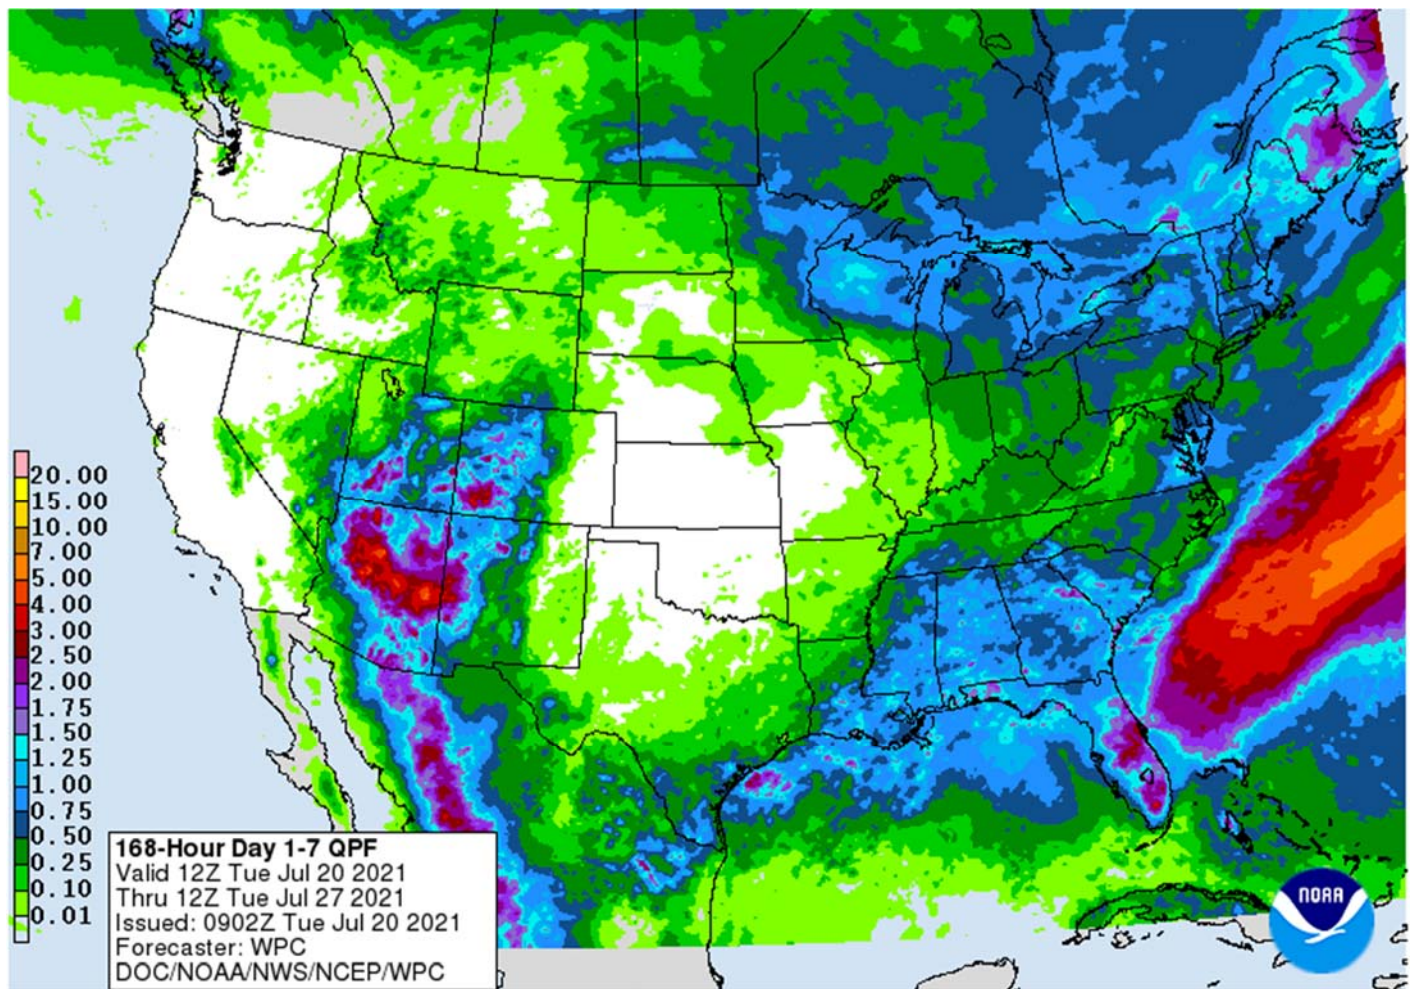 20.00
15.00
10.00
7.00
5.00
4.00
3.00
2.50
2.00
1.75
1.50
1.25
1.00
0.75
0.50
0.25
0.10
0.01
168-Hour Day 1-7 QPF
Valid 12Z Tue Jul 20 2021
Thru 12Z Tue Jul 27 2021
Issued: 0902Z Tue Jul 20 2021
Forecaster: WPC
DOC/NOAA/NWS/NCEP/WPC
NOAA